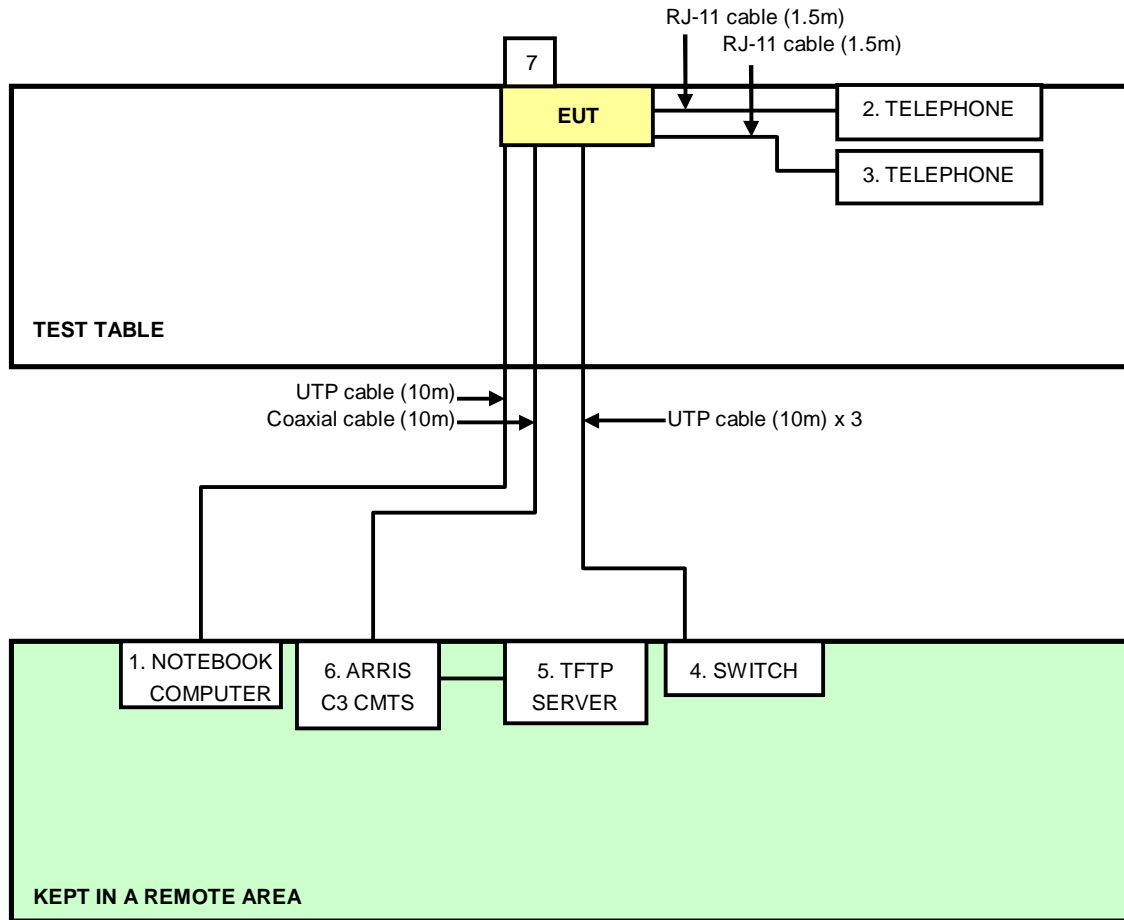 RJ-11 cable (1.5m)
RJ-11 cable (1.5m)
7
EUT
2. TELEPHONE
3. TELEPHONE
TEST TABLE
UTP cable (10m)
Coaxial cable (10m)
UTP cable (10m) x 3
1. NOTEBOOK
COMPUTER
6. ARRIS
C3 CMTS
5. TFTP
SERVER
4. SWITCH
KEPT IN A REMOTE AREA